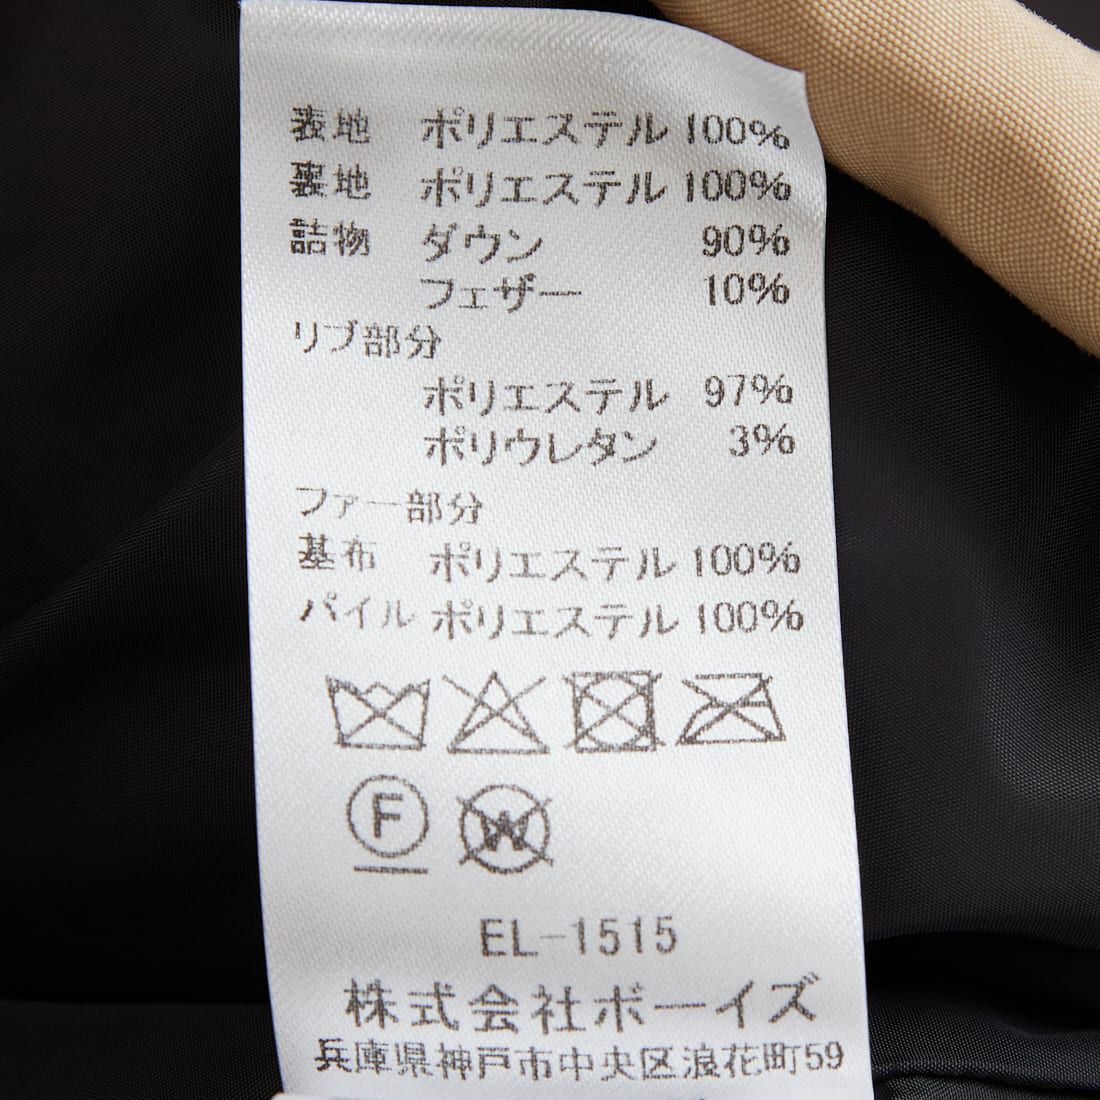 表地 ポリエステル 100%
裏地 ポリエステル 100%
詰物 ダウン 90%
フェザー 10%
リブ部分
ポリエステル 97%
ポリウレタン 3%
ファー部分
基布 ポリエステル 100%
パイル ポリエステル 100%
F W
EL-1515
株式会社ボーイズ
兵庫県神戸市中央区浪花町59